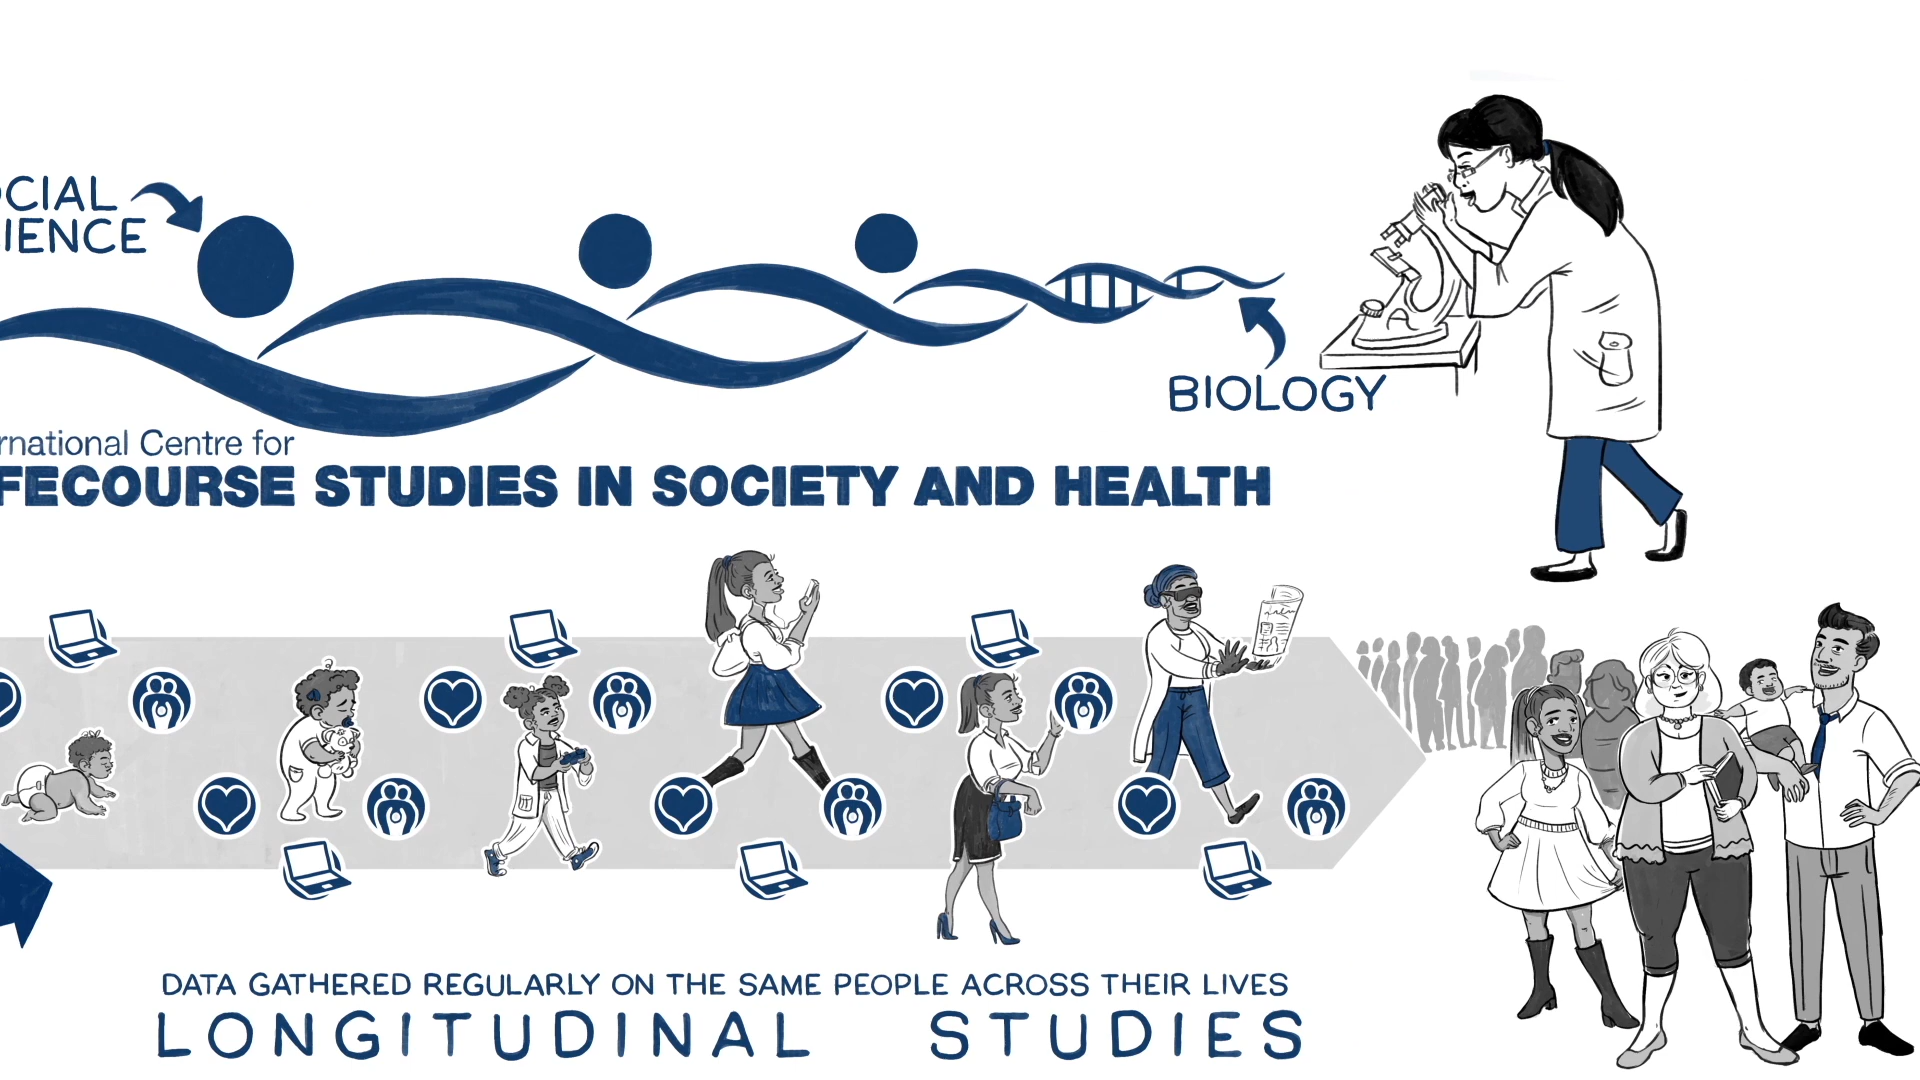 OCIAL
IENCE
BIOLOGY
rnational Centre for
FECOURSE STUDIES IN SOCIETY AND HEALTH
DATA GATHERED REGULARLY ON THE SAME PEOPLE ACROSS THEIR LIVES
LONGITUDINAL STUDIES